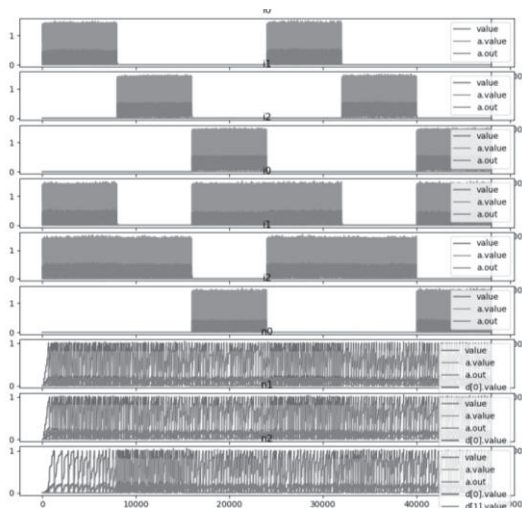 i0
1
0
value
a.value
a.out
i1
1
0
value
a.value
a.out
i2
1
0
value
a.value
a.out
i0
1
0
value
a.value
a.out
i1
1
0
value
a.value
a.out
i2
1
0
value
a.value
a.out
n0
1
0
value
a.value
a.out
d[0].value
n1
1
0
value
a.value
a.out
d[0].value
n2
1
0
value
a.value
a.out
d[0].value
d[1].value
0
10000
20000
30000
40000